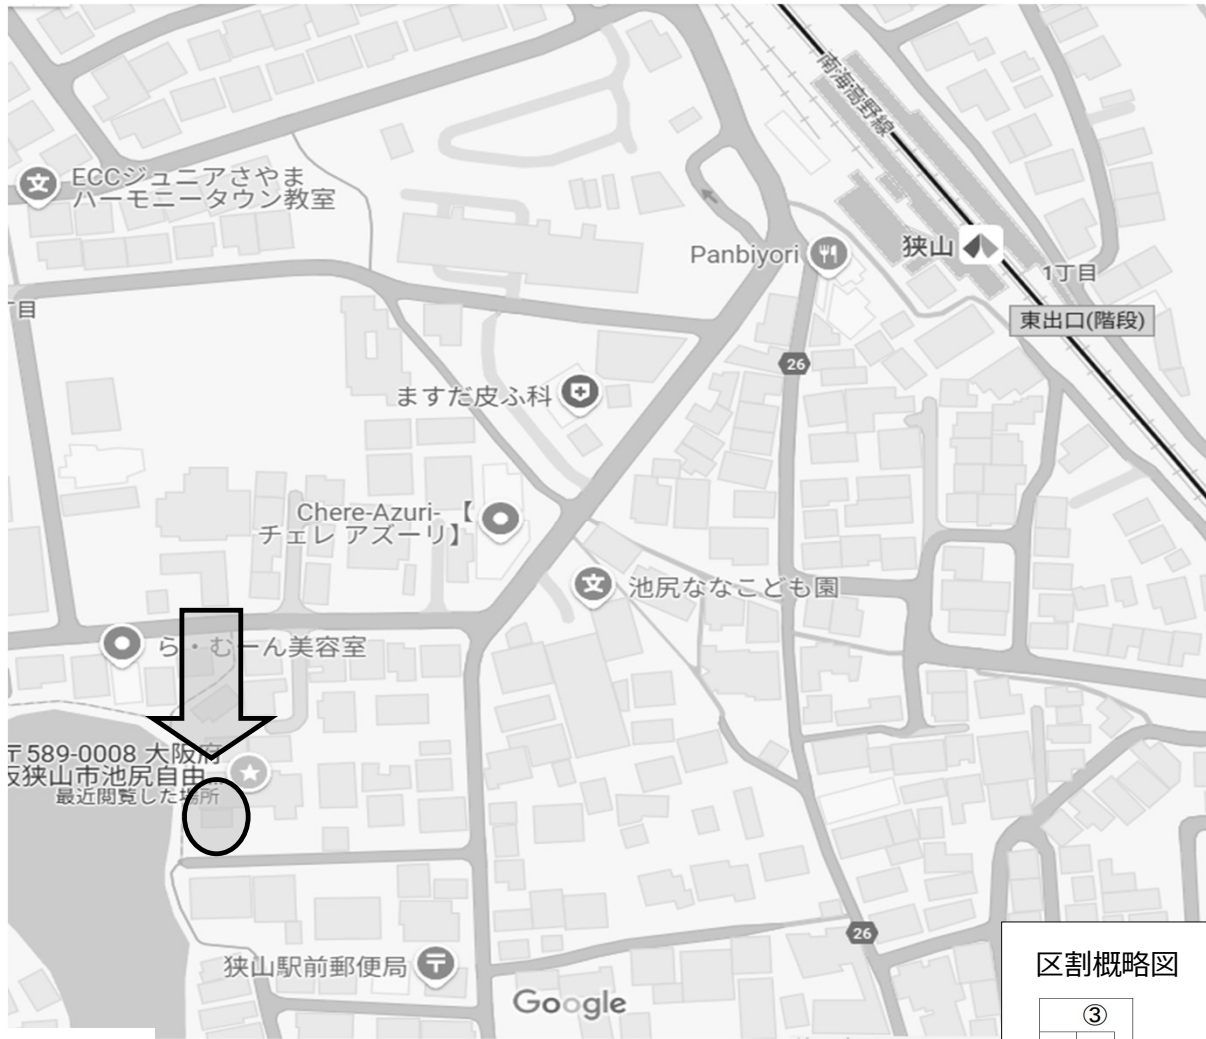 南海高野線
ECCジュニアさやま
ハーモニータウン教室
Panbiyori
狭山
1丁目
丁目
東出口(階段)
26
ますだ皮ふ科
Chere-Azuri-【
チェレ アズーリ】
池尻ななこども園
ら・むーん美容室
〒589-0008 大阪府
阪狭山市池尻自由...
最近閲覧した場所
26
狭山駅前郵便局
Google
区割概略図
③